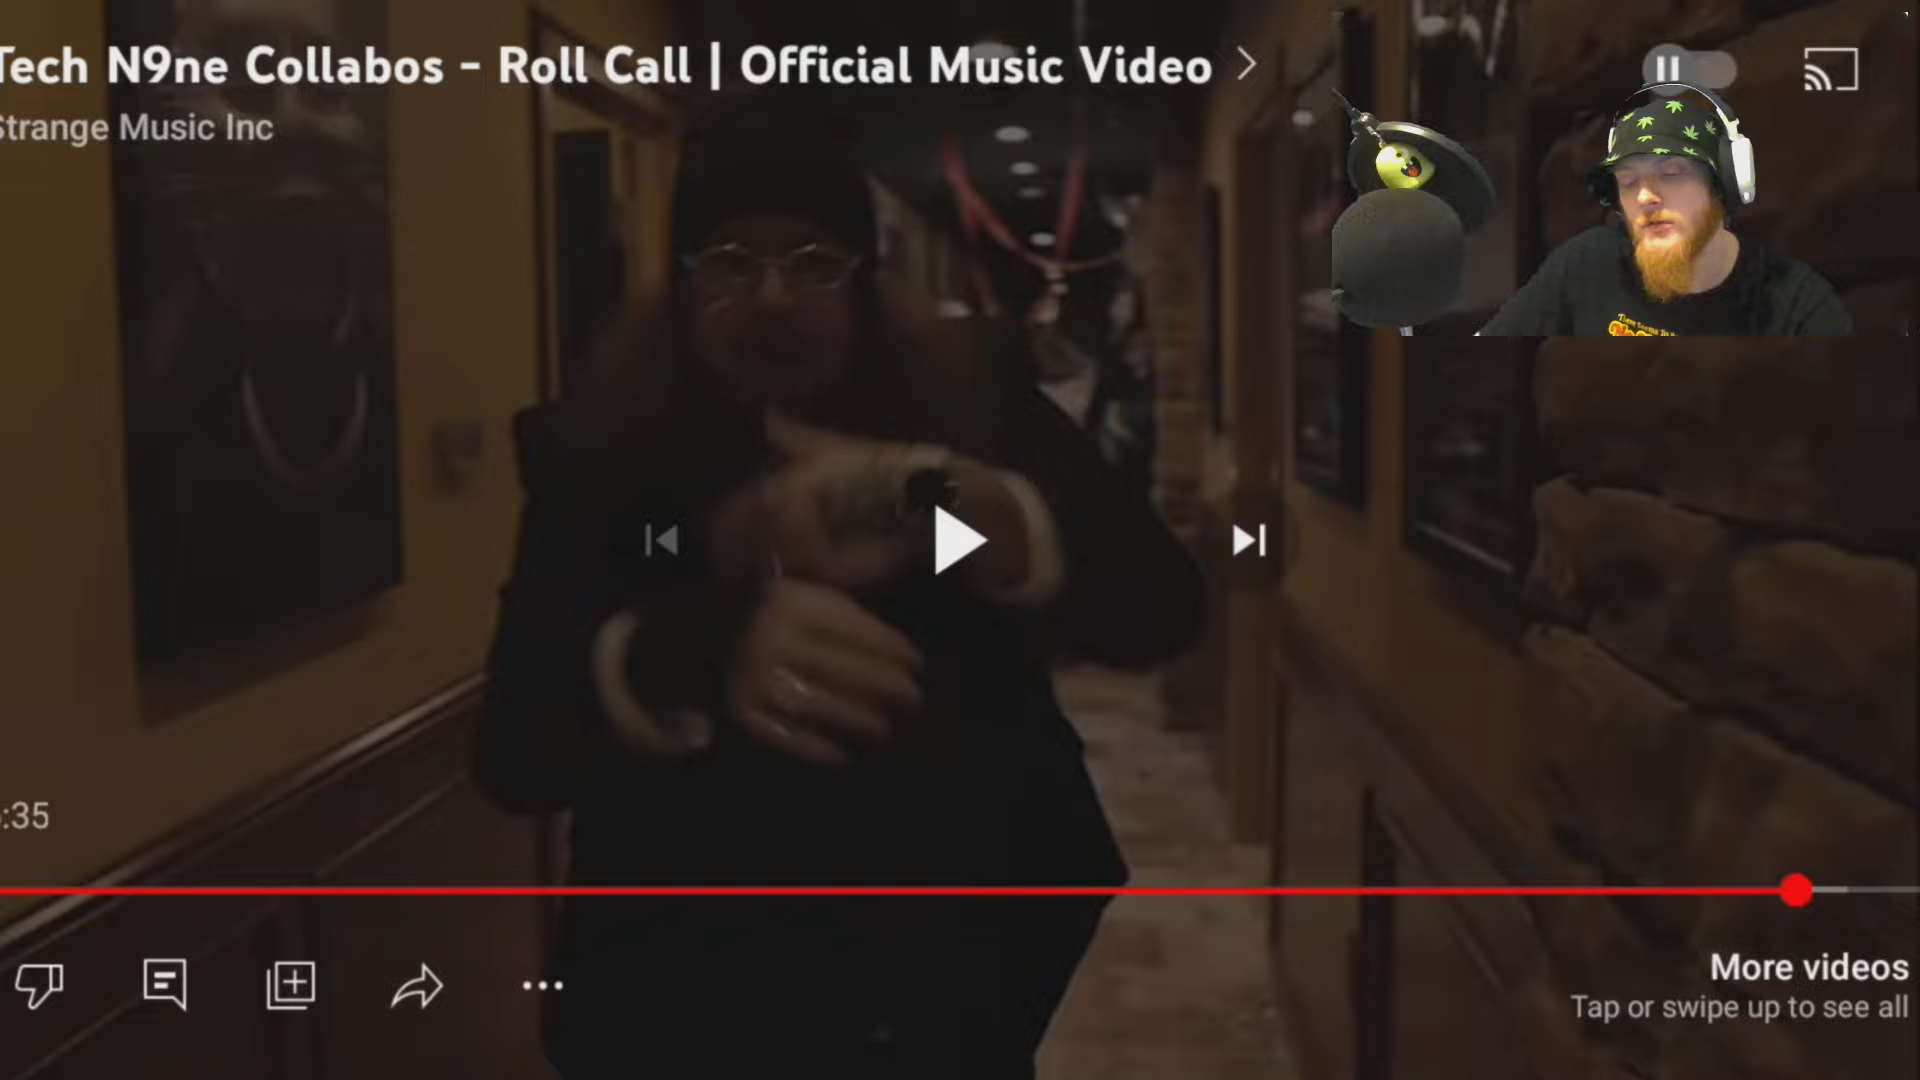 Tech N9ne Collabos - Roll Call | Official Music Video
Strange Music Inc
:35
More videos
Tap or swipe up to see all